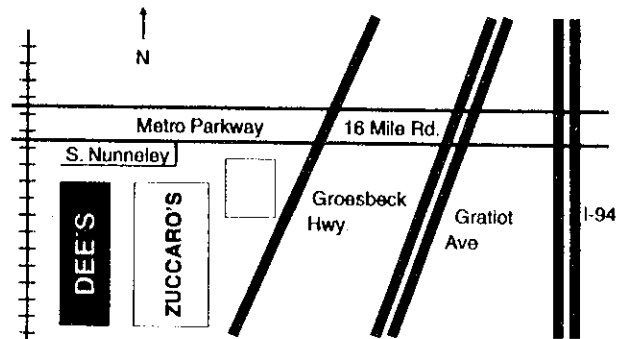 N
Metro Parkway
16 Mile Rd.
S. Nunneley
DEE'S
ZUCCARO'S
Groesbeck
Hwy.
Gratiot
Ave
I-94